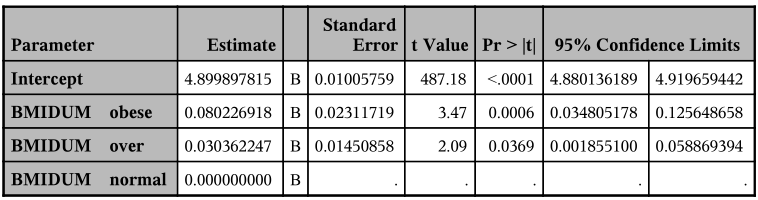 Parameter Estimate Standard Error t Value Pr > |t| 95% Confidence Limits
Intercept 4.899897815 B 0.01005759 487.18 <.0001 4.880136189 4.919659442
BMIDUM obese 0.080226918 B 0.02311719 3.47 0.0006 0.034805178 0.125648658
BMIDUM over 0.030362247 B 0.01450858 2.09 0.0369 0.001855100 0.058869394
BMIDUM normal 0.000000000 B . . . . .